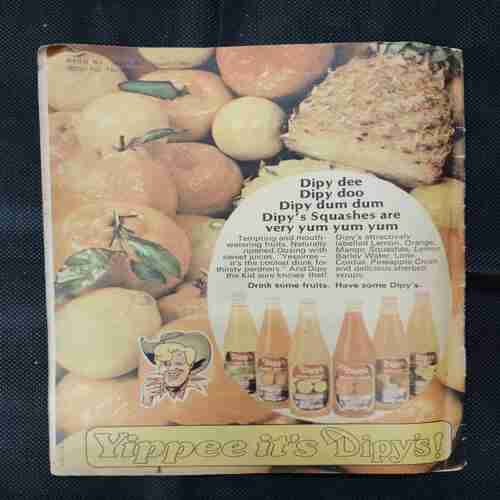 Dipy dee
Dipy doo
Dipy dum dum
Dipy's Squashes are
very yum yum yum
Tempting and mouth-
watering fruits. Naturally
ripened. Oozing with
sweet juices. "Yepeiree—
it's the coolest drink for
thirsty pardners." And Dipy
the Kid sure knows that!
Dipy's attractively
labelled Lemon, Orange,
Mango Squashes, Lemon
Barley Water, Lime
Cordial, Pineapple Crush
and delicious sherbet
syrups.
Drink some fruits. Have some Dipy's.
Yippee it's Dipy's!